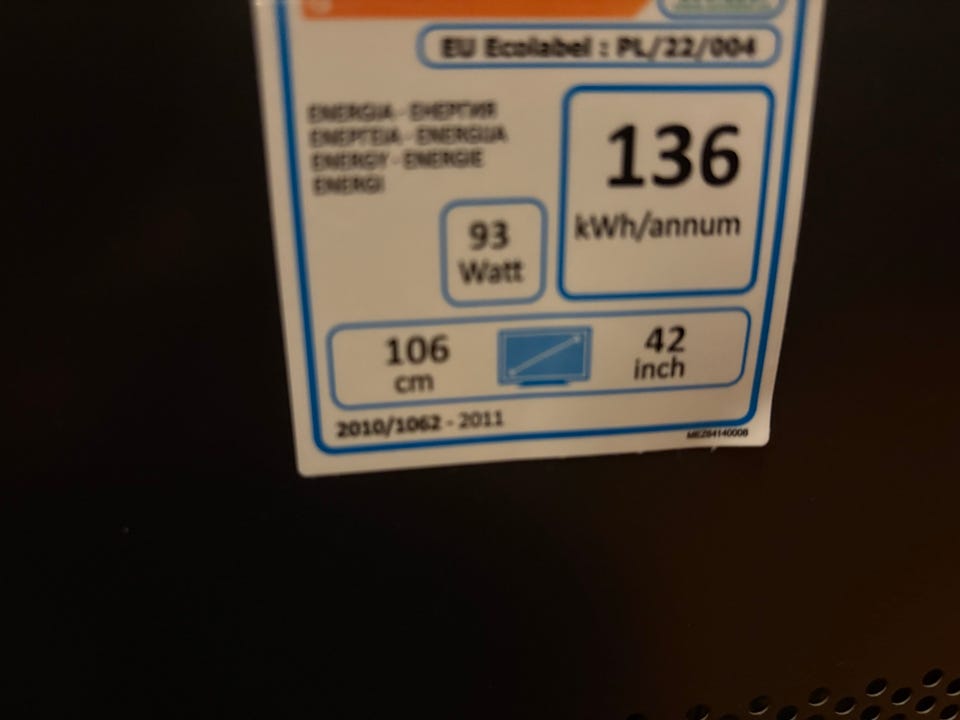 EU Ecolabel : PL/22/004
ENERGIA · ЕНЕРГИЯ
ΕΝΕΡΓΕΙΑ · ENERGIJA
ENERGY · ENERGIE
ENERGI
136
kWh/annum
93
Watt
106
cm
42
inch
2010/1062 - 2011